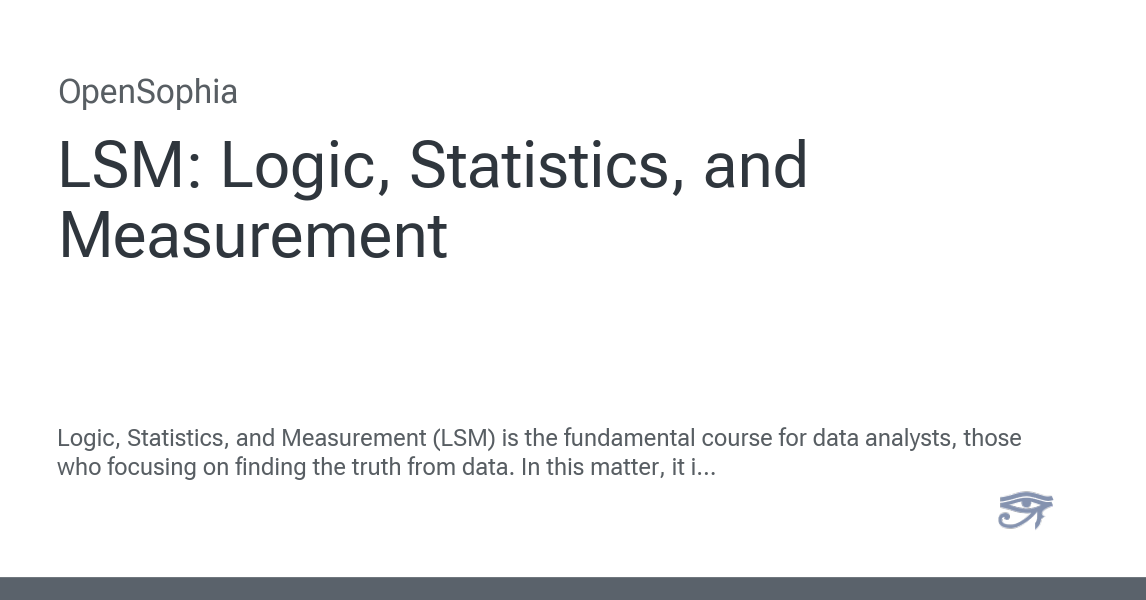 OpenSophia
LSM: Logic, Statistics, and
Measurement
Logic, Statistics, and Measurement (LSM) is the fundamental course for data analysts, those
who focusing on finding the truth from data. In this matter, it i...